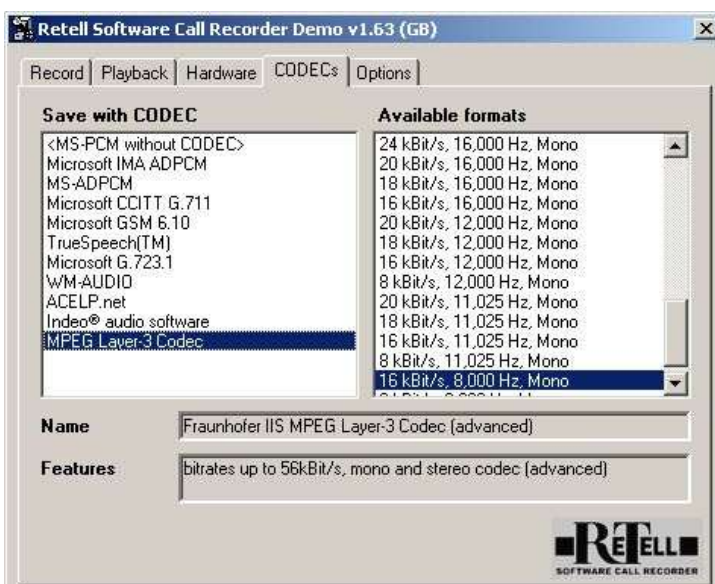 Retell Software Call Recorder Demo v1.63 (GB)
Record Playback Hardware CODECs Options
Save with CODEC
<MS-PCM without CODEC>
Microsoft IMA ADPCM
MS-ADPCM
Microsoft CCITT G.711
Microsoft GSM 6.10
TrueSpeech(TM)
Microsoft G.723.1
WM-AUDIO
ACELP.net
Indeo® audio software
MPEG Layer-3 Codec
Available formats
24 kBit/s, 16,000 Hz, Mono
20 kBit/s, 16,000 Hz, Mono
18 kBit/s, 16,000 Hz, Mono
16 kBit/s, 16,000 Hz, Mono
20 kBit/s, 12,000 Hz, Mono
18 kBit/s, 12,000 Hz, Mono
16 kBit/s, 12,000 Hz, Mono
8 kBit/s, 12,000 Hz, Mono
20 kBit/s, 11,025 Hz, Mono
18 kBit/s, 11,025 Hz, Mono
16 kBit/s, 11,025 Hz, Mono
8 kBit/s, 11,025 Hz, Mono
16 kBit/s, 8,000 Hz, Mono
Name Fraunhofer IIS MPEG Layer-3 Codec (advanced)
Features bitrates up to 56kBit/s, mono and stereo codec (advanced)
RETELL
SOFTWARE CALL RECORDER